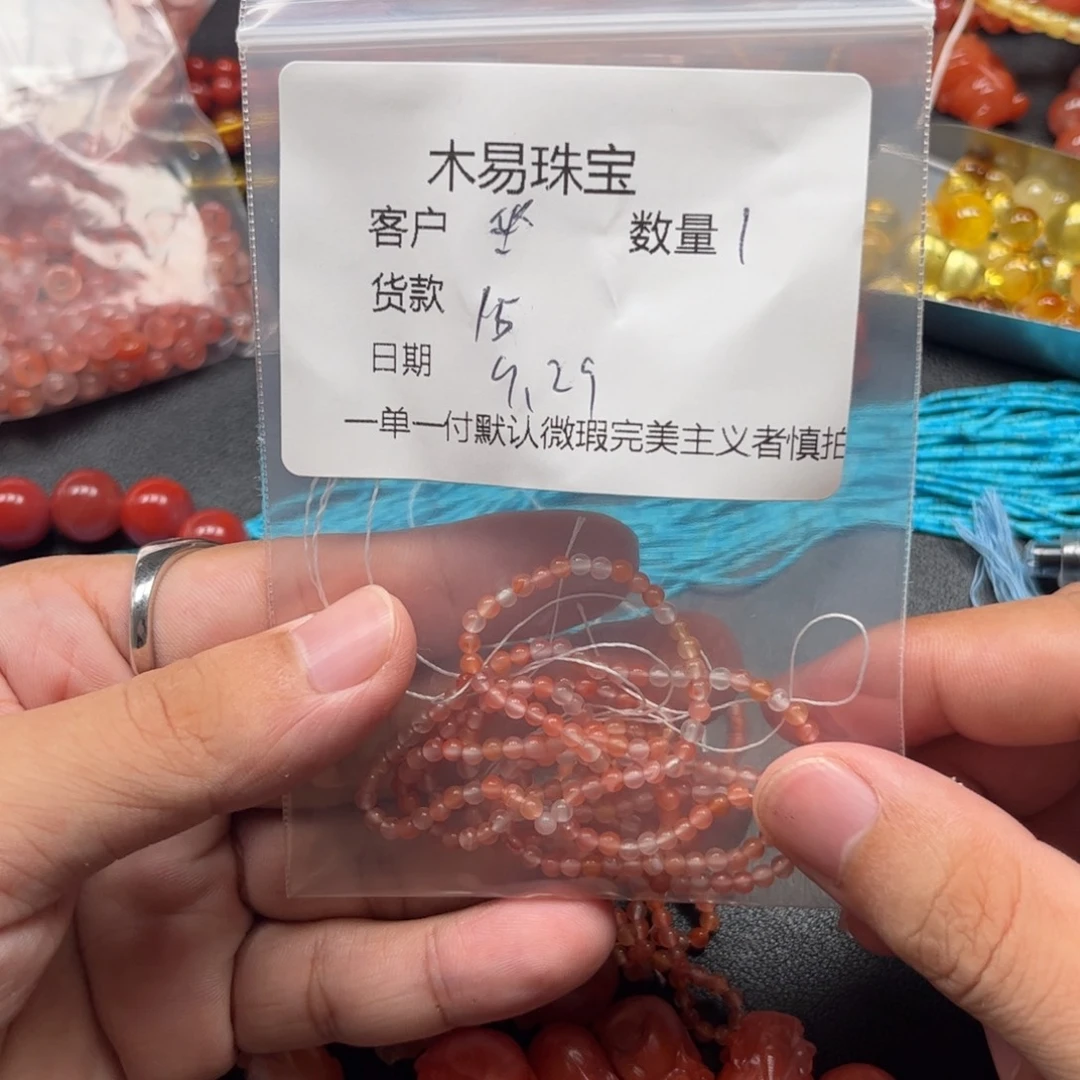 木易珠宝
客户 数量 1
货款 15
日期 9,29
一单一付默认微瑕完美主义者慎拍